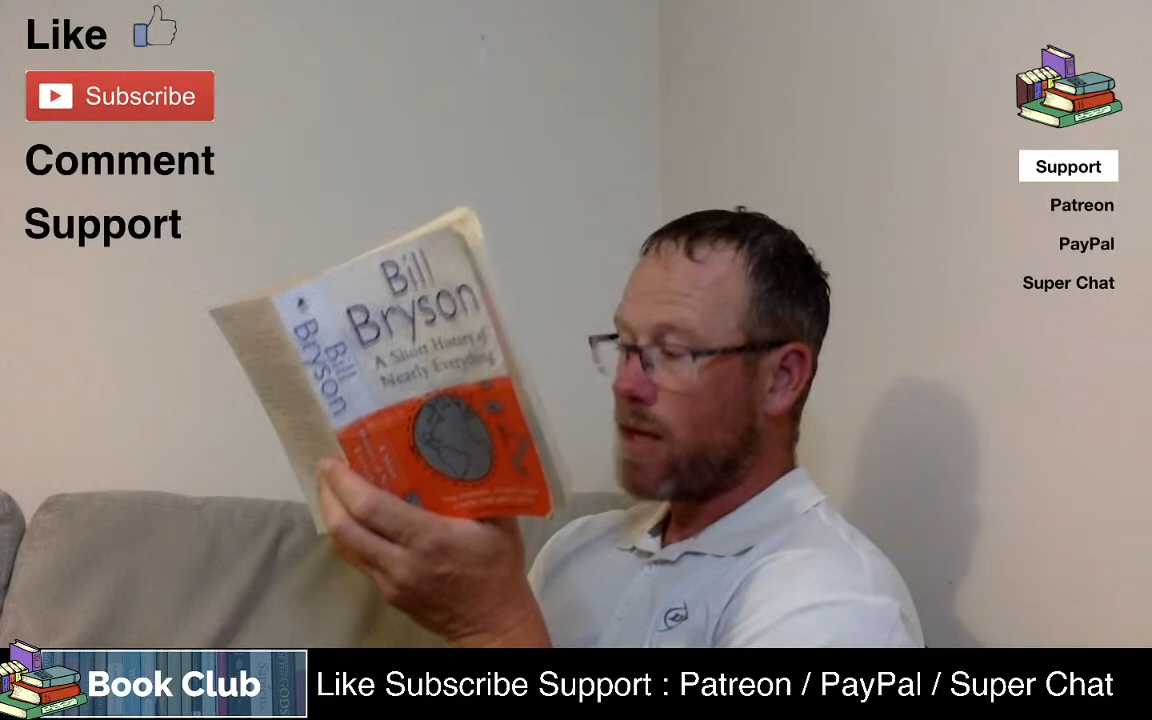 Like
Subscribe
Comment
Support
Support
Patreon
PayPal
Super Chat
Bill
Bryson
A Short History of
Nearly Everything
Bill
Bryson
Book Club
Like Subscribe Support : Patreon / PayPal / Super Chat